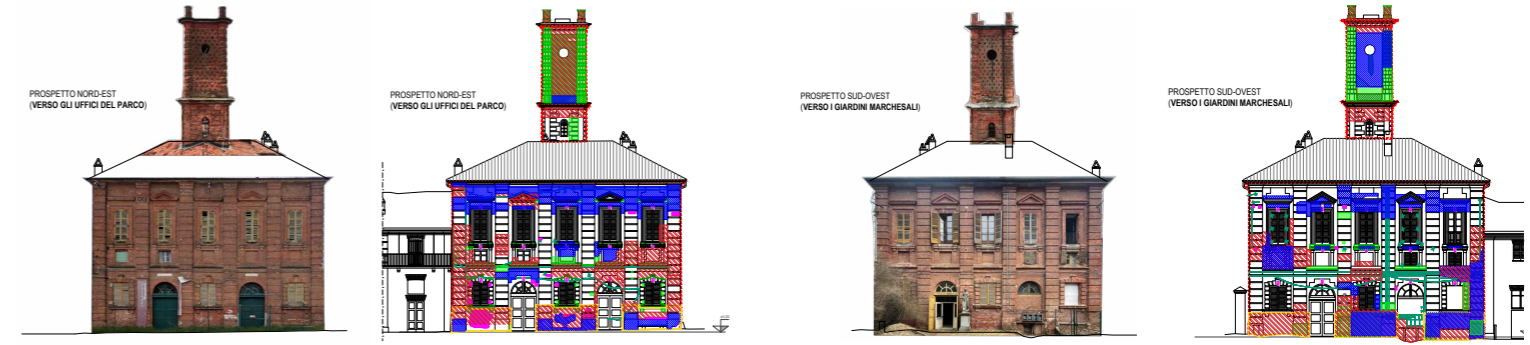 PROSPETTO NORD-EST
(VERSO GLI UFFICI DEL PARCO)
PROSPETTO NORD-EST
(VERSO GLI UFFICI DEL PARCO)
PROSPETTO SUD-OVEST
(VERSO I GIARDINI MARCHESALI)
PROSPETTO SUD-OVEST
(VERSO I GIARDINI MARCHESALI)